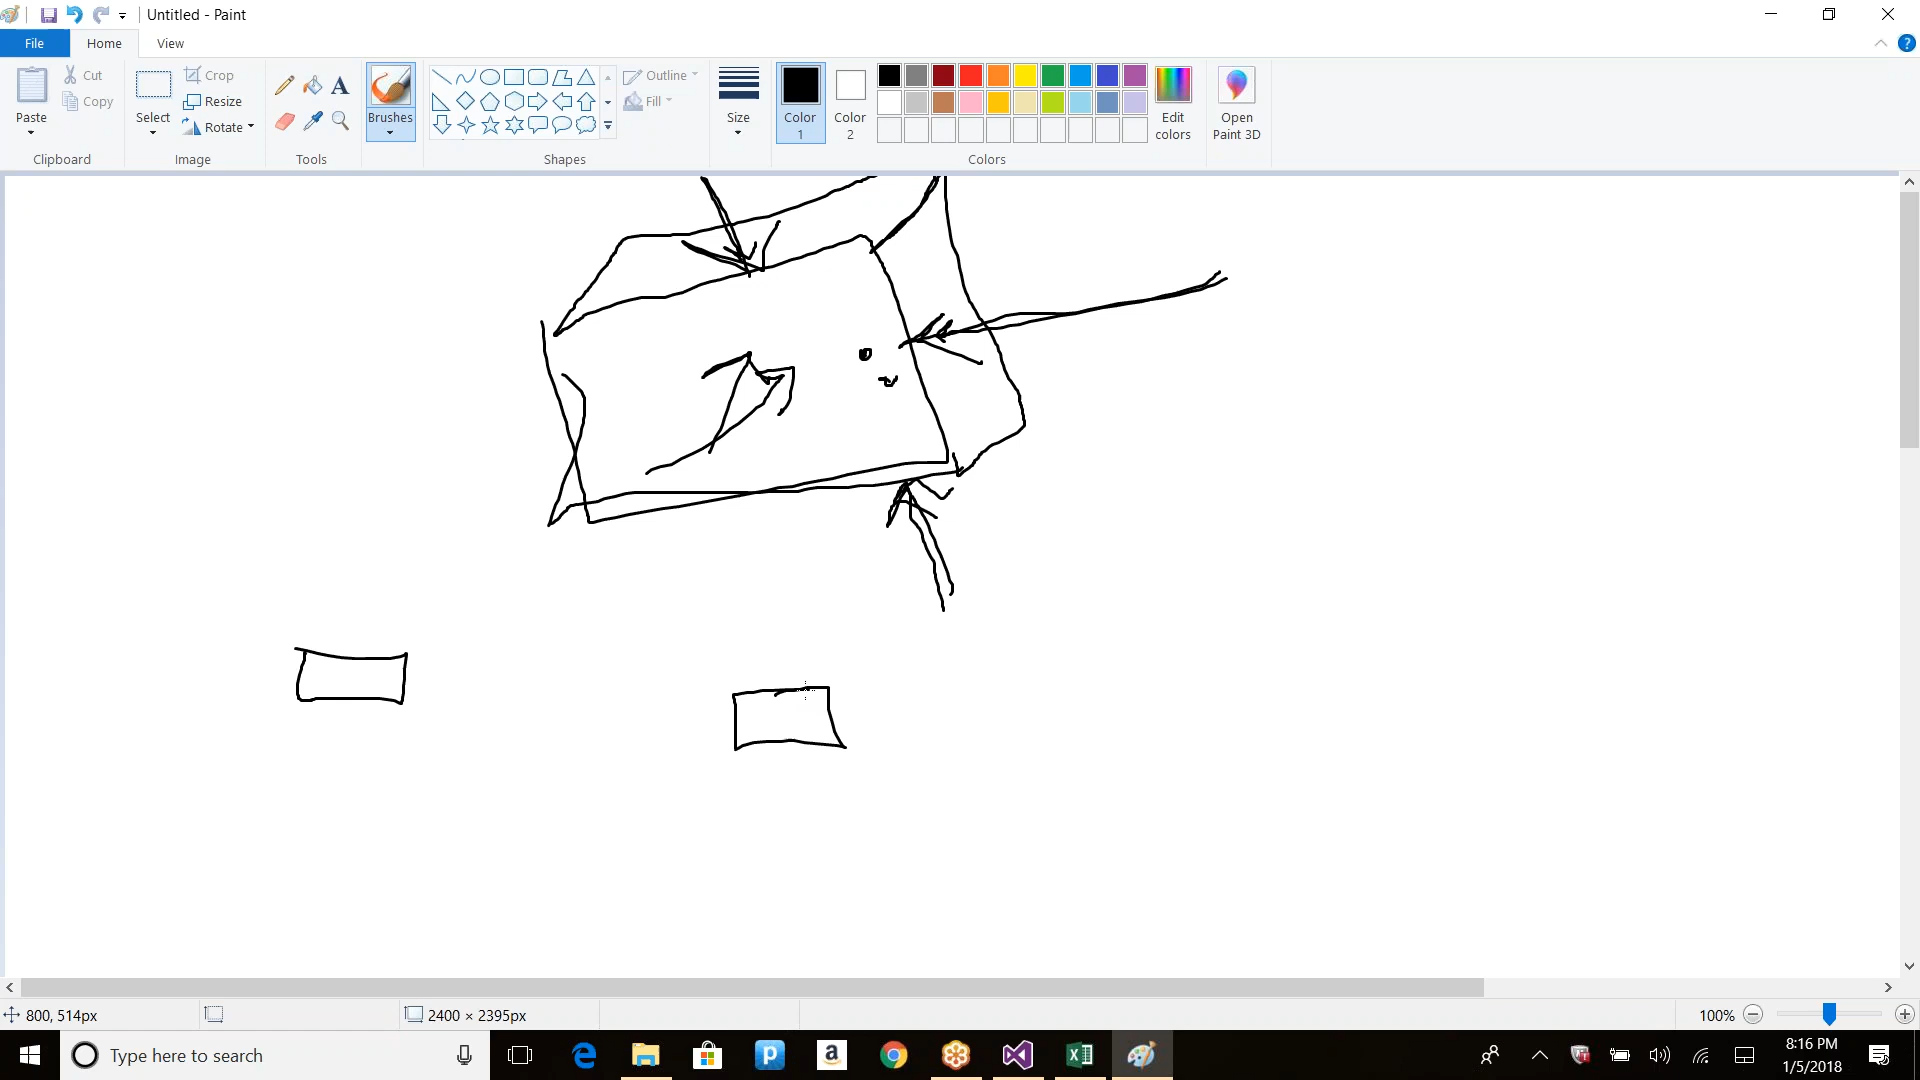 Untitled - Paint
File Home View
Cut
Copy
Paste
Clipboard
Crop
Resize
Rotate
Select
Image
Tools
Brushes
Outline
Fill
Shapes
Size
Color 1
Color 2
Edit colors
Colors
Open Paint 3D
800, 514px
2400 × 2395px
100%
Type here to search
8:16 PM
1/5/2018